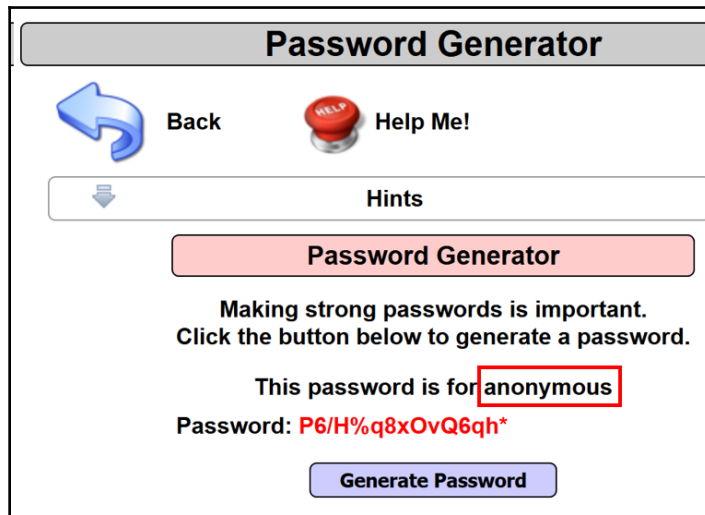 Password Generator
Back
HELP
Help Me!
Hints
Password Generator
Making strong passwords is important.
Click the button below to generate a password.
This password is for anonymous
Password: P6/H%q8xOvQ6qh*
Generate Password